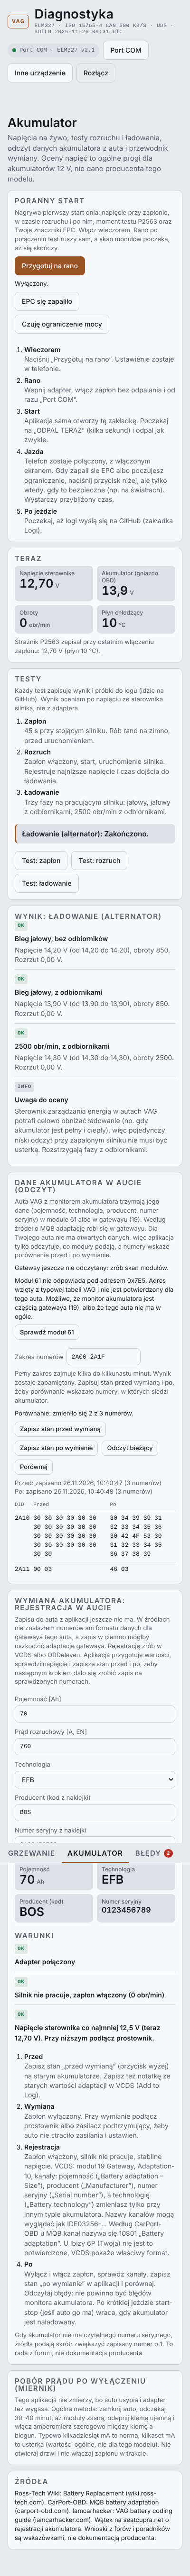 VAG
Diagnostyka
ELM327 · ISO 15765-4 CAN 500 KB/S · UDS ·
BUILD 2026-11-26 09:31 UTC
Port COM · ELM327 v2.1
Port COM
Inne urządzenie
Rozłącz
Akumulator
Napięcia na żywo, testy rozruchu i ładowania,
odczyt danych akumulatora z auta i przewodnik
wymiany. Oceny napięć to ogólne progi dla
akumulatorów 12 V, nie dane producenta tego
modelu.
PORANNY START
Nagrywa pierwszy start dnia: napięcie przy zapłonie,
w czasie rozruchu i po nim, moment testu P2563 oraz
Twoje znaczniki EPC. Włącz wieczorem. Rano po
połączeniu test ruszy sam, a skan modułów poczeka,
aż się skończy.
Przygotuj na rano
Wyłączony.
EPC się zapaliło
Czuję ograniczenie mocy
1. Wieczorem
Naciśnij „Przygotuj na rano”. Ustawienie zostaje
w telefonie.
2. Rano
Wepnij adapter, włącz zapłon bez odpalania i od
razu „Port COM”.
3. Start
Aplikacja sama otworzy tę zakładkę. Poczekaj
na „ODPAL TERAZ” (kilka sekund) i odpal jak
zwykle.
4. Jazda
Telefon zostaje podłączony, z włączonym
ekranem. Gdy zapali się EPC albo poczujesz
ograniczenie, naciśnij przycisk niżej, ale tylko
wtedy, gdy to bezpieczne (np. na światłach).
Wystarczy przybliżony czas.
5. Po jeździe
Poczekaj, aż logi wyślą się na GitHub (zakładka
Logi).
TERAZ
Napięcie sterownika
12,70 V
Akumulator (gniazdo
OBD)
13,9 V
Obroty
0 obr/min
Płyn chłodzący
10 °C
Strażnik P2563 zapisał przy ostatnim włączeniu
zapłonu: 12,70 V (płyn 10 °C).
TESTY
Każdy test zapisuje wynik i próbki do logu (idzie na
GitHub). Wynik oceniam po napięciu ze sterownika
silnika, nie z adaptera.
1. Zapłon
45 s przy stojącym silniku. Rób rano na zimno,
przed uruchomieniem.
2. Rozruch
Zapłon włączony, start, uruchomienie silnika.
Rejestruje najniższe napięcie i czas dojścia do
ładowania.
3. Ładowanie
Trzy fazy na pracującym silniku: jałowy, jałowy
z odbiornikami, 2500 obr/min z odbiornikami.
Ładowanie (alternator): Zakończono.
Test: zapłon
Test: rozruch
Test: ładowanie
WYNIK: ŁADOWANIE (ALTERNATOR)
OK
Bieg jałowy, bez odbiorników
Napięcie 14,20 V (od 14,20 do 14,20), obroty 850.
Rozrzut 0,00 V.
OK
Bieg jałowy, z odbiornikami
Napięcie 13,90 V (od 13,90 do 13,90), obroty 850.
Rozrzut 0,00 V.
OK
2500 obr/min, z odbiornikami
Napięcie 14,30 V (od 14,30 do 14,30), obroty 2500.
Rozrzut 0,00 V.
INFO
Uwaga do oceny
Sterownik zarządzania energią w autach VAG
potrafi celowo obniżać ładowanie (np. gdy
akumulator jest pełny i ciepły), więc pojedynczy
niski odczyt przy zapalonym silniku nie musi być
usterką. Rozstrzygają fazy z odbiornikami.
DANE AKUMULATORA W AUCIE
(ODCZYT)
Auta VAG z monitorem akumulatora trzymają jego
dane (pojemność, technologia, producent, numer
seryjny) w module 61 albo w gatewayu (19). Według
źródeł o MQB adaptację robi się w gatewayu. Dla
Twojego auta nie ma otwartych danych, więc aplikacja
tylko odczytuje, co moduły podają, a numery wskaże
porównanie przed i po wymianie.
Gateway jeszcze nie odczytany: zrób skan modułów.
Moduł 61 nie odpowiada pod adresem 0x7E5. Adres
wzięty z typowej tabeli VAG i nie jest potwierdzony dla
tego auta. Możliwe, że monitor akumulatora jest
częścią gatewaya (19), albo że tego auta nie ma w
ogóle.
Sprawdź moduł 61
Zakres numerów
2A00-2A1F
Pełny zakres zajmuje kilka do kilkunastu minut. Wynik
zostaje zapamiętany. Zapisuj stan przed wymianą i po,
żeby porównanie wskazało numery, w których siedzi
akumulator.
Porównanie: zmieniło się 2 z 3 numerów.
Zapisz stan przed wymianą
Zapisz stan po wymianie
Odczyt bieżący
Porównaj
Przed: zapisano 26.11.2026, 10:40:47 (3 numerów)
Po: zapisano 26.11.2026, 10:40:48 (3 numerów)
DID Przed Po
2A10 30 30 30 30 30 30 30 34 39 39 31
30 30 30 30 30 30 32 33 34 35 36
30 30 30 30 30 30 30 42 4F 53 30
30 30 30 30 30 30 31 32 33 34 35
30 30 36 37 38 39
2A11 00 03 46 03
WYMIANA AKUMULATORA:
REJESTRACJA W AUCIE
Zapisu do auta z aplikacji jeszcze nie ma. W źródłach
nie znalazłem numerów ani formatu danych dla
gatewaya tego auta, a zapis w ciemno mógłby
uszkodzić adaptacje gatewaya. Rejestrację zrób w
VCDS albo OBDeleven. Aplikacja przygotuje wartości,
sprawdzi napięcie i zapisze stan przed i po, żeby
następnym krokiem dało się zrobić zapis na
sprawdzonych numerach.
Pojemność [Ah]
70
Prąd rozruchowy [A, EN]
760
Technologia
EFB
Producent (kod z naklejki)
BOS
Numer seryjny z naklejki
GRZEWANIE
AKUMULATOR
BŁĘDY 2
Pojemność
70 Ah
Technologia
EFB
Producent (kod)
BOS
Numer seryjny
0123456789
WARUNKI
OK
Adapter połączony
OK
Silnik nie pracuje, zapłon włączony (0 obr/min)
OK
Napięcie sterownika co najmniej 12,5 V (teraz
12,70 V). Przy niższym podłącz prostownik.
1. Przed
Zapisz stan „przed wymianą” (przycisk wyżej)
na starym akumulatorze. Zapisz też notatkę ze
starych wartości adaptacji w VCDS (Add to
Log).
2. Wymiana
Zapłon wyłączony. Przy wymianie podłącz
prostownik albo zasilacz podtrzymujący, żeby
auto nie straciło zasilania i ustawień.
3. Rejestracja
Zapłon włączony, silnik nie pracuje, stabilne
napięcie. VCDS: moduł 19 Gateway, Adaptation-
10, kanały: pojemność („Battery adaptation –
Size”), producent („Manufacturer”), numer
seryjny („Serial number”), a technologię
(„Battery technology”) zmieniasz tylko przy
innym typie akumulatora. Nazwy kanałów mogą
wyglądać jak IDE03256-... Według CarPort-
OBD u MQB kanał nazywa się 10801 „Battery
adaptation”. U Ibizy 6P (Twoja) nie jest to
potwierdzone, VCDS pokaże właściwy format.
4. Po
Wyłącz i włącz zapłon, sprawdź kanały, zapisz
stan „po wymianie” w aplikacji i porównaj.
Odczytaj błędy: nie powinno być błędów
monitora akumulatora. Po krótkiej jeździe start-
stop (jeśli auto go ma) wraca, gdy akumulator
jest naładowany.
Gdy akumulator nie ma czytelnego numeru seryjnego,
źródła podają skrót: zwiększyć zapisany numer o 1. To
rada z forum, nie dokumentacja producenta.
POBÓR PRĄDU PO WYŁĄCZENIU
(MIERNIK)
Tego aplikacja nie zmierzy, bo auto usypia i adapter
też wygasa. Ogólna metoda: zamknij auto, odczekaj
30–40 minut, aż moduły zasną, odepnij klemę ujemną i
włącz amperomierz szeregowo między klemą a
biegun. Typowo kilkadziesiąt mA to norma, kilkaset mA
to usterka (wartości ogólne, nie dla tego modelu). Nie
otwieraj drzwi i nie włączaj zapłonu w trakcie.
ŹRÓDŁA
Ross-Tech Wiki: Battery Replacement (wiki.ross-
tech.com). CarPort-OBD: MQB battery adaptation
(carport-obd.com). Iamcarhacker: VAG battery coding
guide (iamcarhacker.com). Wątek na seatcupra.net o
rejestracji akumulatora. Wnioski z forów i poradników
są wskazówkami, nie dokumentacją producenta.